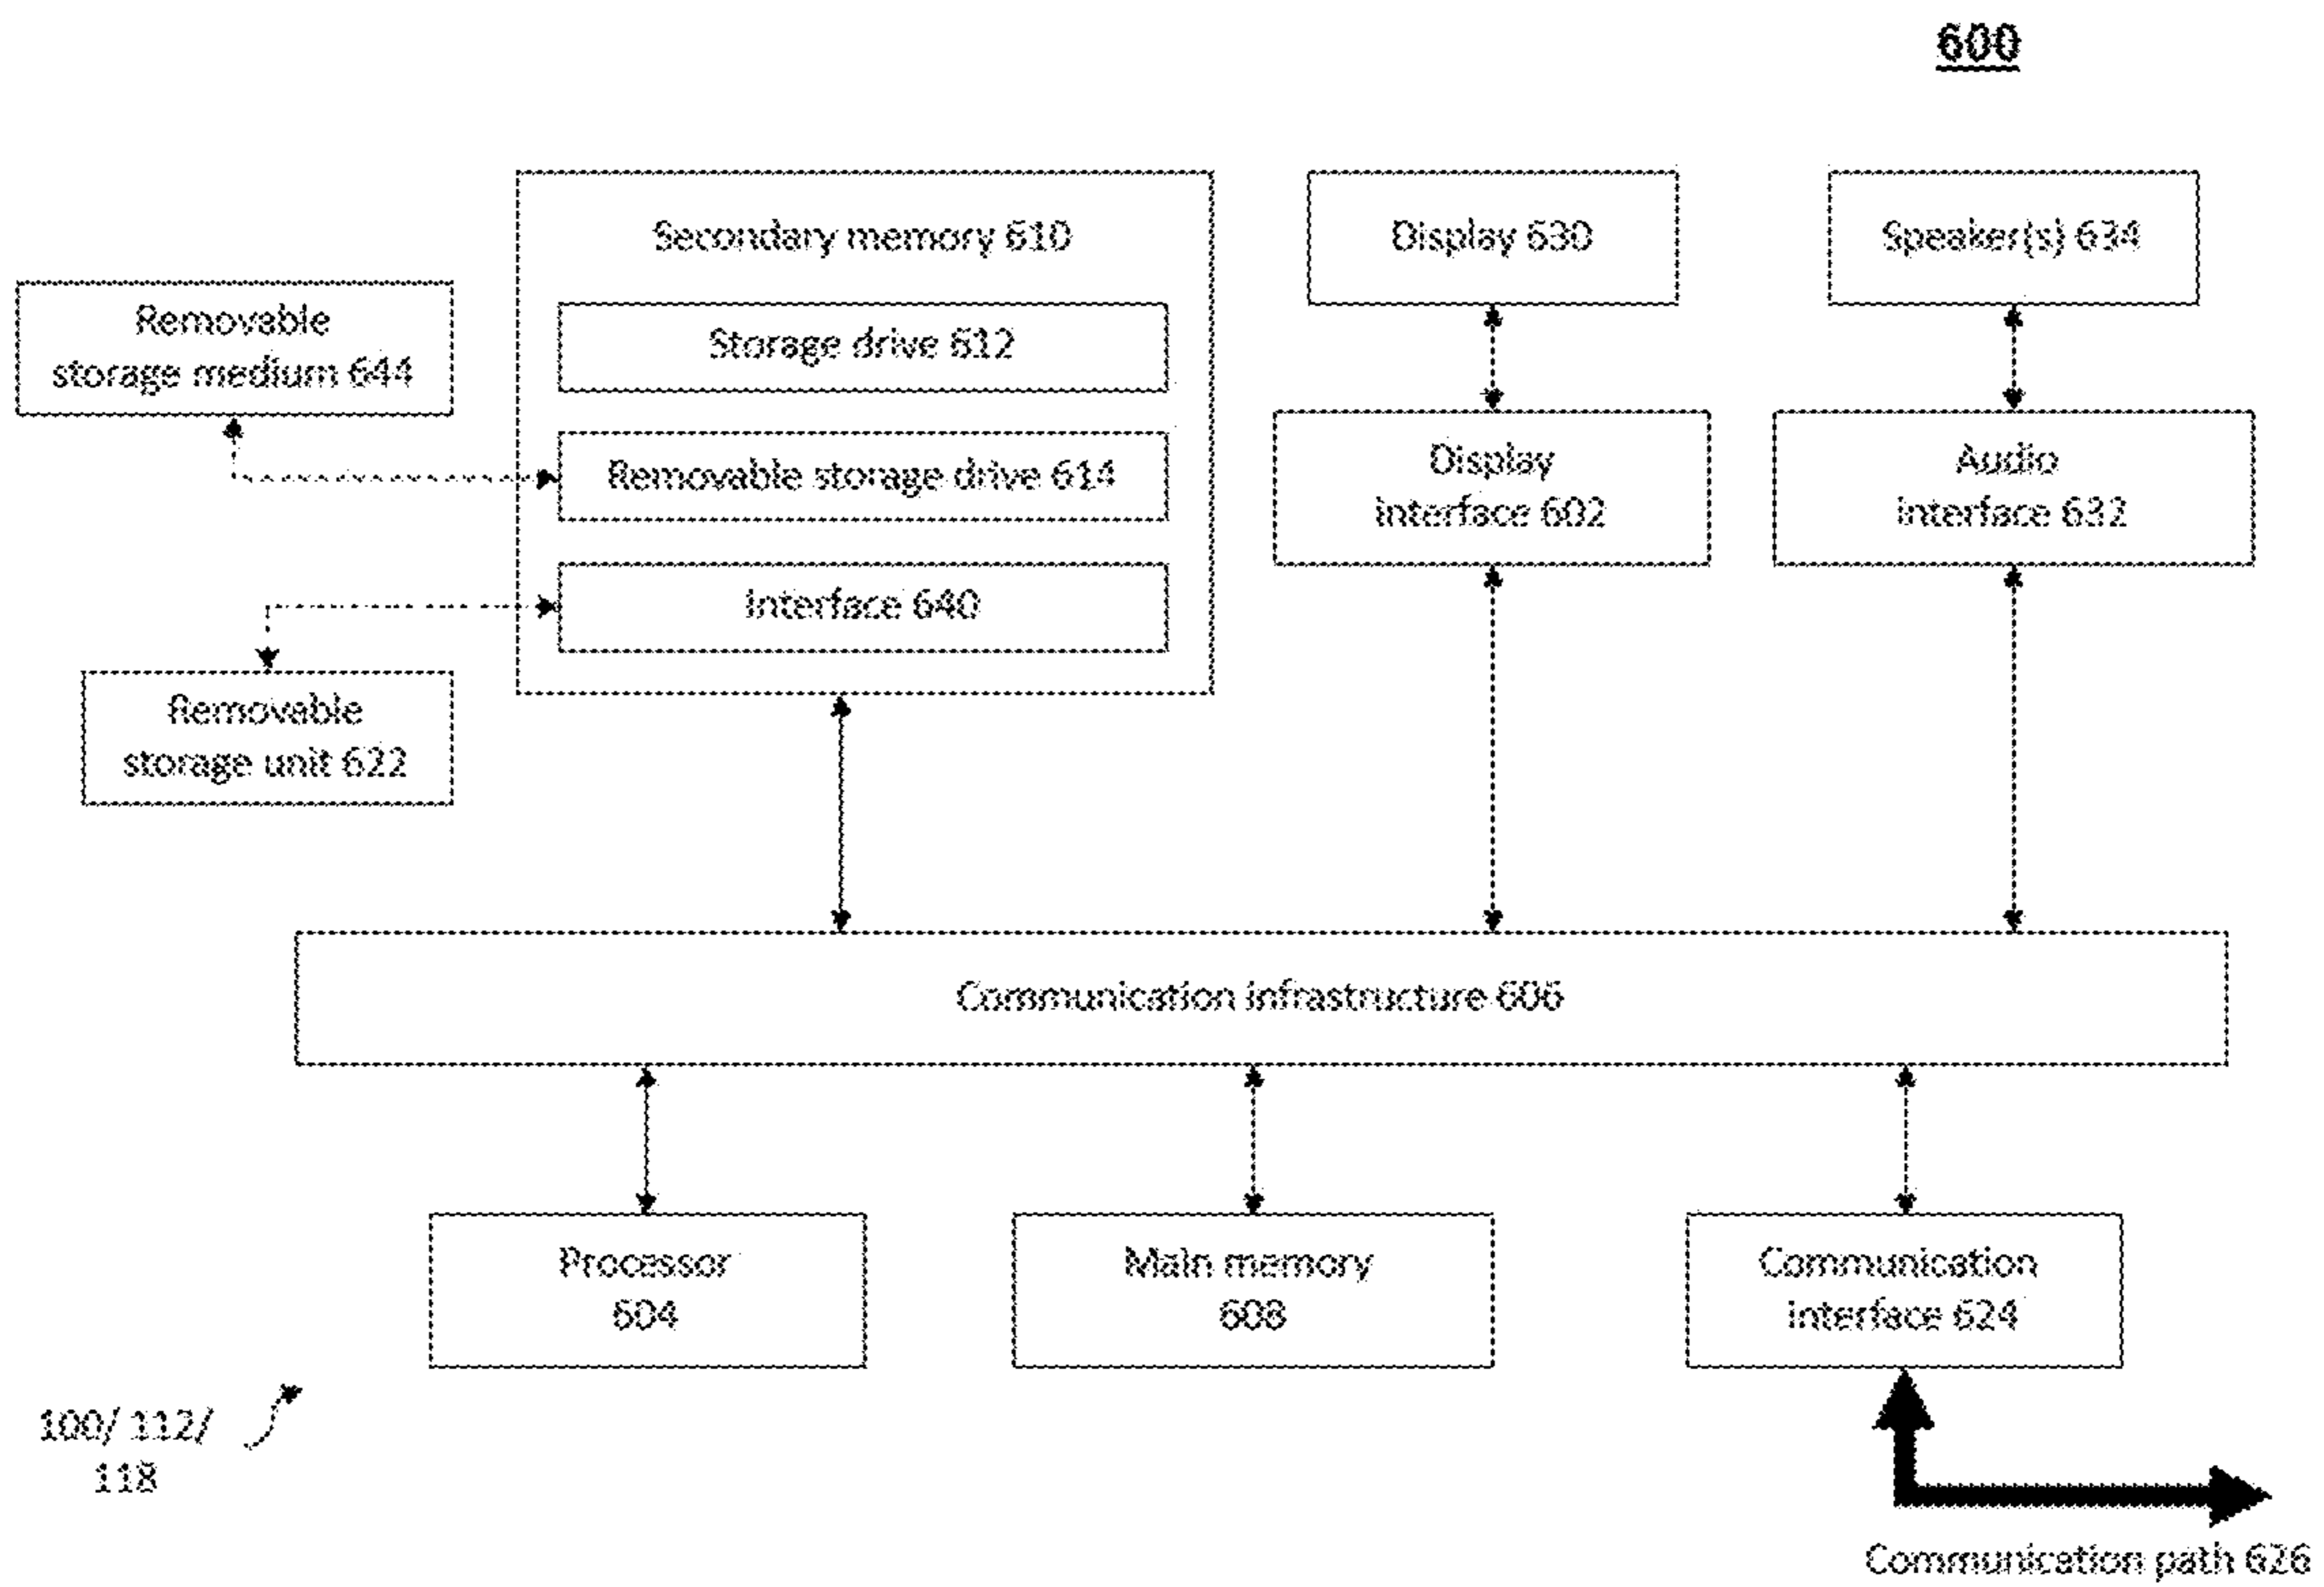 600
Secondary memory 610
Display 630
Speaker(s) 634
Removable
storage medium 644
Storage drive 612
Removable storage drive 614
Display
interface 602
Audio
interface 632
Interface 640
Removable
storage unit 622
Communication infrastructure 606
Processor
604
Main memory
608
Communication
interface 624
100/ 112/
118
Communication path 626